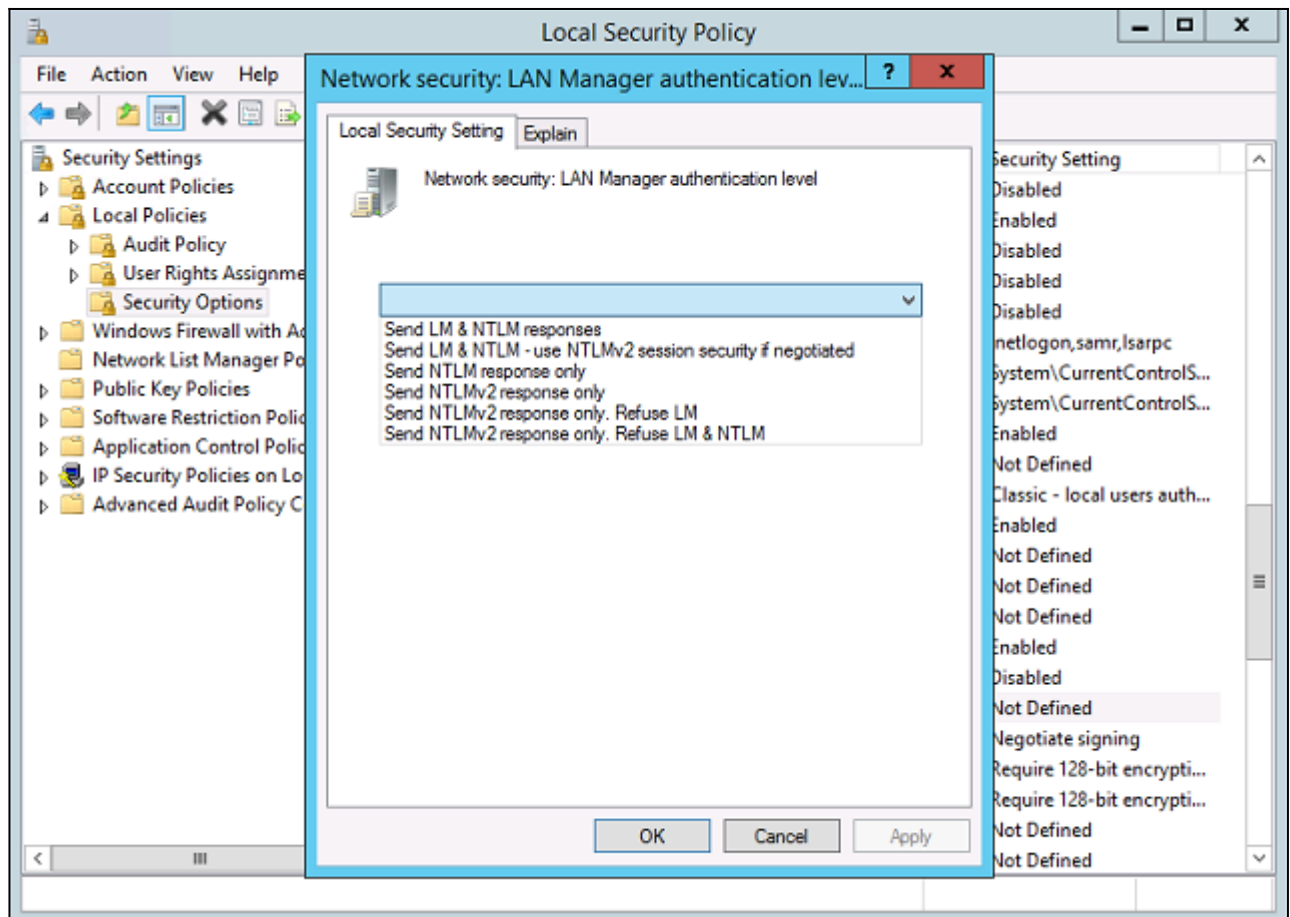 Local Security Policy
File Action View Help
Network security: LAN Manager authentication lev...
?
x
Local Security Setting
Explain
Network security: LAN Manager authentication level
Send LM & NTLM responses
Send LM & NTLM - use NTLMv2 session security if negotiated
Send NTLM response only
Send NTLMv2 response only
Send NTLMv2 response only. Refuse LM
Send NTLMv2 response only. Refuse LM & NTLM
OK
Cancel
Apply
Security Settings
Account Policies
Local Policies
Audit Policy
User Rights Assignme
Security Options
Windows Firewall with Ad
Network List Manager Po
Public Key Policies
Software Restriction Polic
Application Control Polic
IP Security Policies on Lo
Advanced Audit Policy C
Security Setting
Disabled
Enabled
Disabled
Disabled
Disabled
netlogon,samr,lsarpc
System\CurrentControlS...
System\CurrentControlS...
Enabled
Not Defined
Classic - local users auth...
Enabled
Not Defined
Not Defined
Not Defined
Enabled
Disabled
Not Defined
Negotiate signing
Require 128-bit encrypti...
Require 128-bit encrypti...
Not Defined
Not Defined